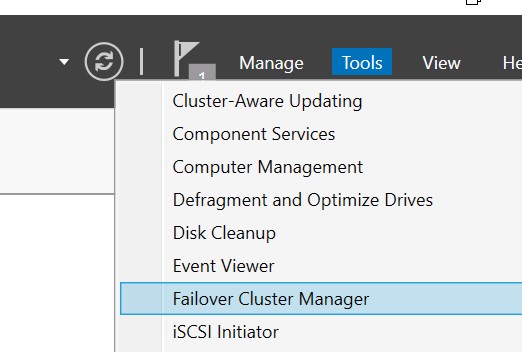 1 Manage Tools View He
Cluster-Aware Updating
Component Services
Computer Management
Defragment and Optimize Drives
Disk Cleanup
Event Viewer
Failover Cluster Manager
iSCSI Initiator